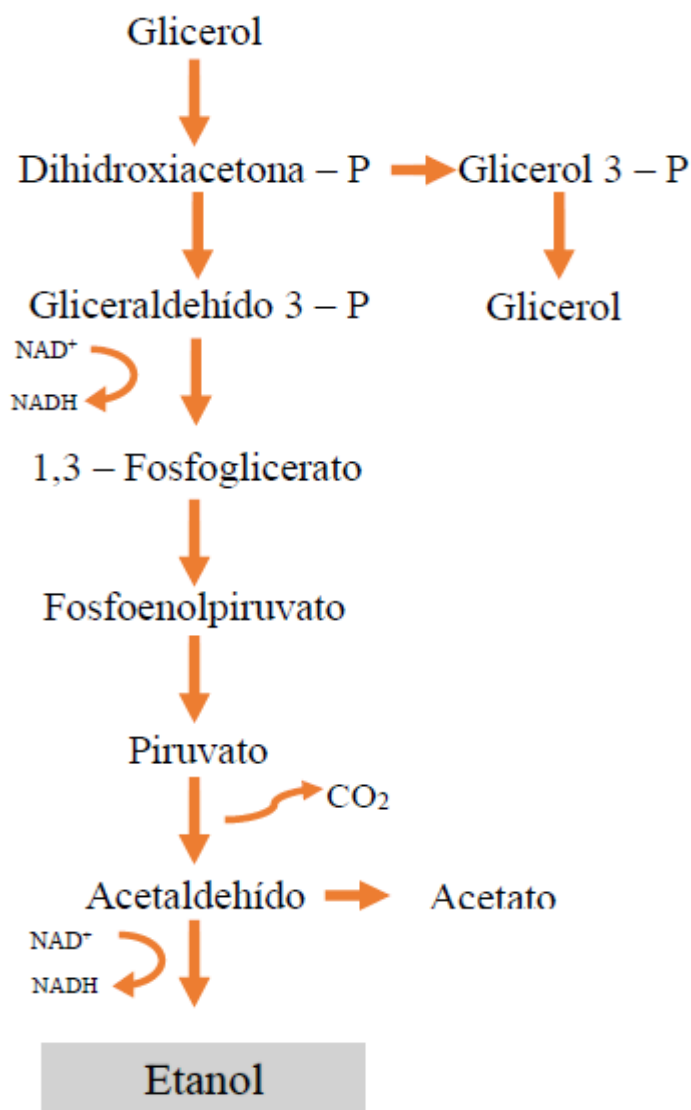 Glicerol
Dihidroxiacetona – P
Glicerol 3 – P
Gliceraldehído 3 – P
Glicerol
NAD⁺
NADH
1,3 – Fosfoglicerato
Fosfoenolpiruvato
Piruvato
CO₂
Acetaldehído
Acetato
NAD⁺
NADH
Etanol